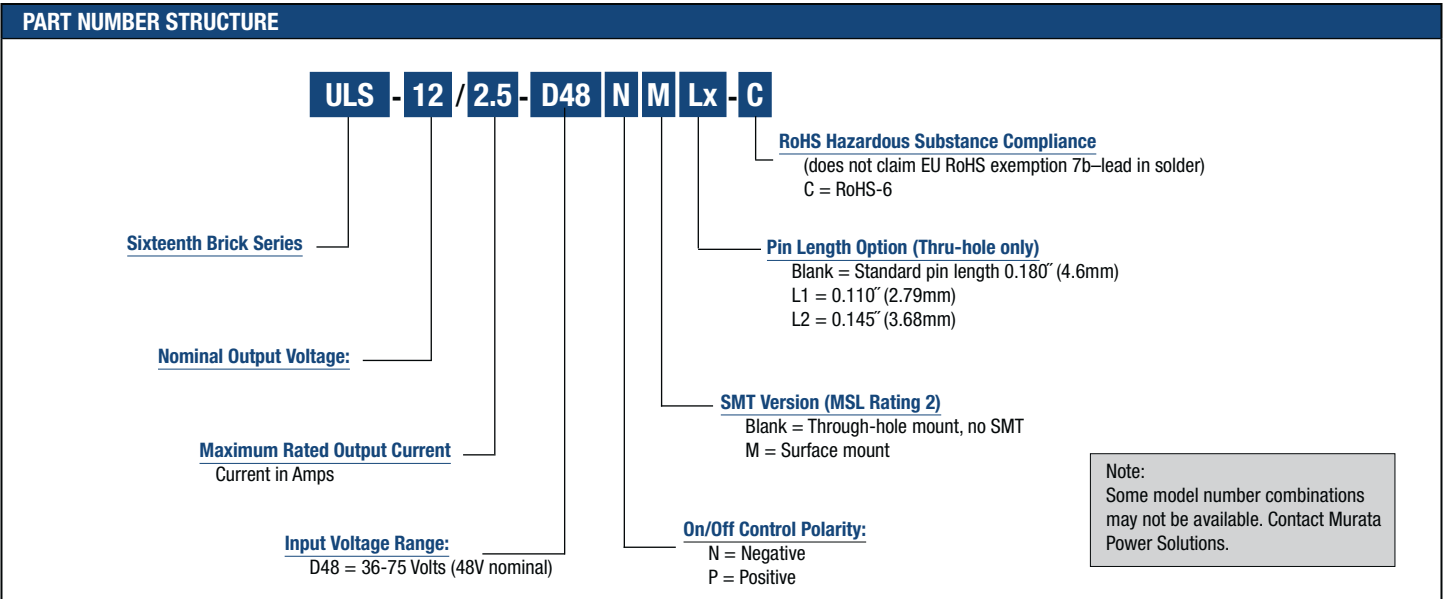 PART NUMBER STRUCTURE
ULS - 12 / 2.5 - D48 N M Lx - C
RoHS Hazardous Substance Compliance
(does not claim EU RoHS exemption 7b–lead in solder)
C = RoHS-6
Sixteenth Brick Series
Pin Length Option (Thru-hole only)
Blank = Standard pin length 0.180˝ (4.6mm)
L1 = 0.110˝ (2.79mm)
L2 = 0.145˝ (3.68mm)
Nominal Output Voltage:
SMT Version (MSL Rating 2)
Blank = Through-hole mount, no SMT
M = Surface mount
Maximum Rated Output Current
Current in Amps
Note:
Some model number combinations
may not be available. Contact Murata
Power Solutions.
On/Off Control Polarity:
N = Negative
P = Positive
Input Voltage Range:
D48 = 36-75 Volts (48V nominal)